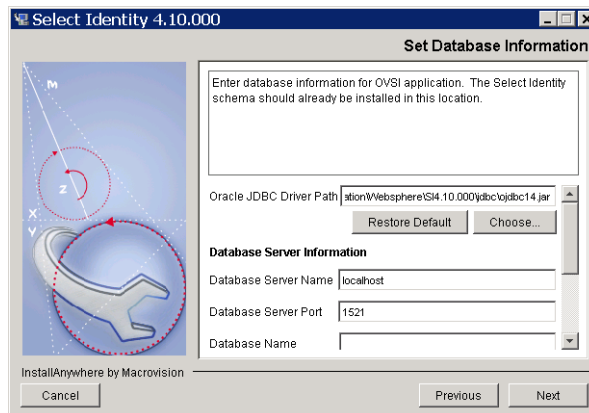 Select Identity 4.10.000
Set Database Information
Enter database information for OVSI application. The Select Identity
schema should already be installed in this location.
Oracle JDBC Driver Path ation\Websphere\SI4.10.000\jdbc\ojdbc14.jar
Restore Default Choose...
Database Server Information
Database Server Name localhost
Database Server Port 1521
Database Name
M
Z
X
Y
InstallAnywhere by Macrovision
Cancel Previous Next